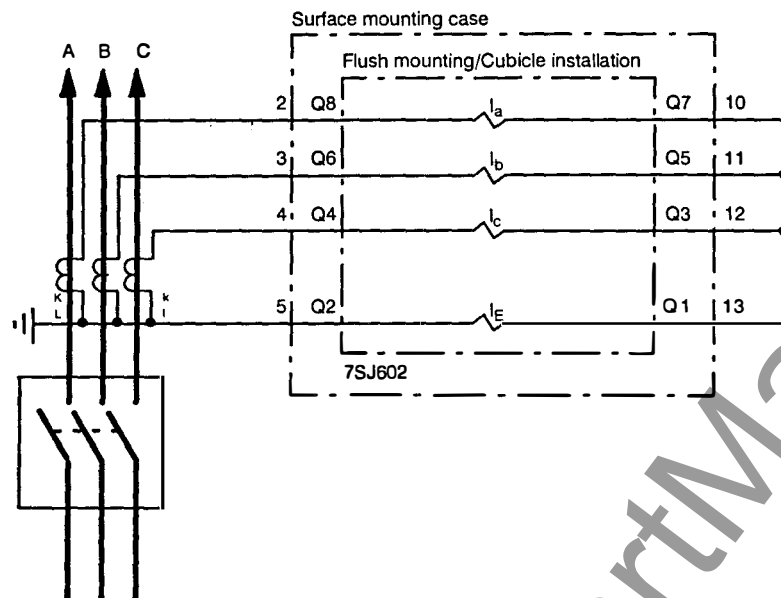 Surface mounting case
Flush mounting/Cubicle installation
A B C
2 Q8 Ia Q7 10
3 Q6 Ib Q5 11
4 Q4 Ic Q3 12
K k
L l
5 Q2 IE Q1 13
7SJ602